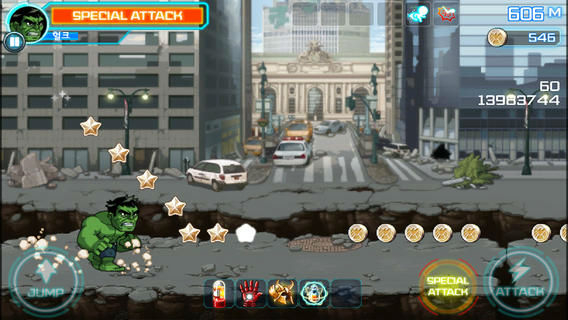 SPECIAL ATTACK
606 M
헐크
546
60
13983744
JUMP
SPECIAL
ATTACK
ATTACK